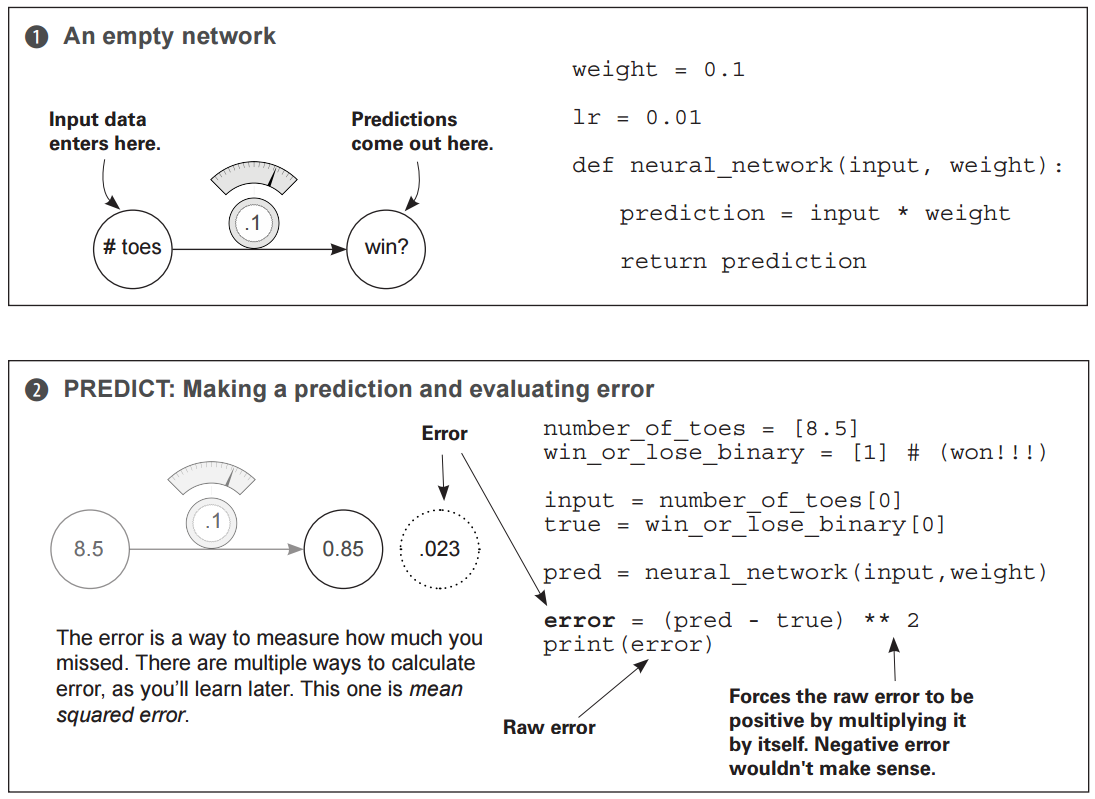 1 An empty network
Input data
enters here.
Predictions
come out here.
# toes
.1
win?
weight = 0.1
lr = 0.01
def neural_network(input, weight):
prediction = input * weight
return prediction
2 PREDICT: Making a prediction and evaluating error
Error
8.5
.1
0.85
.023
The error is a way to measure how much you
missed. There are multiple ways to calculate
error, as you'll learn later. This one is mean
squared error.
number_of_toes = [8.5]
win_or_lose_binary = [1] # (won!!!)
input = number_of_toes[0]
true = win_or_lose_binary[0]
pred = neural_network(input,weight)
error = (pred - true) ** 2
print(error)
Raw error
Forces the raw error to be
positive by multiplying it
by itself. Negative error
wouldn't make sense.